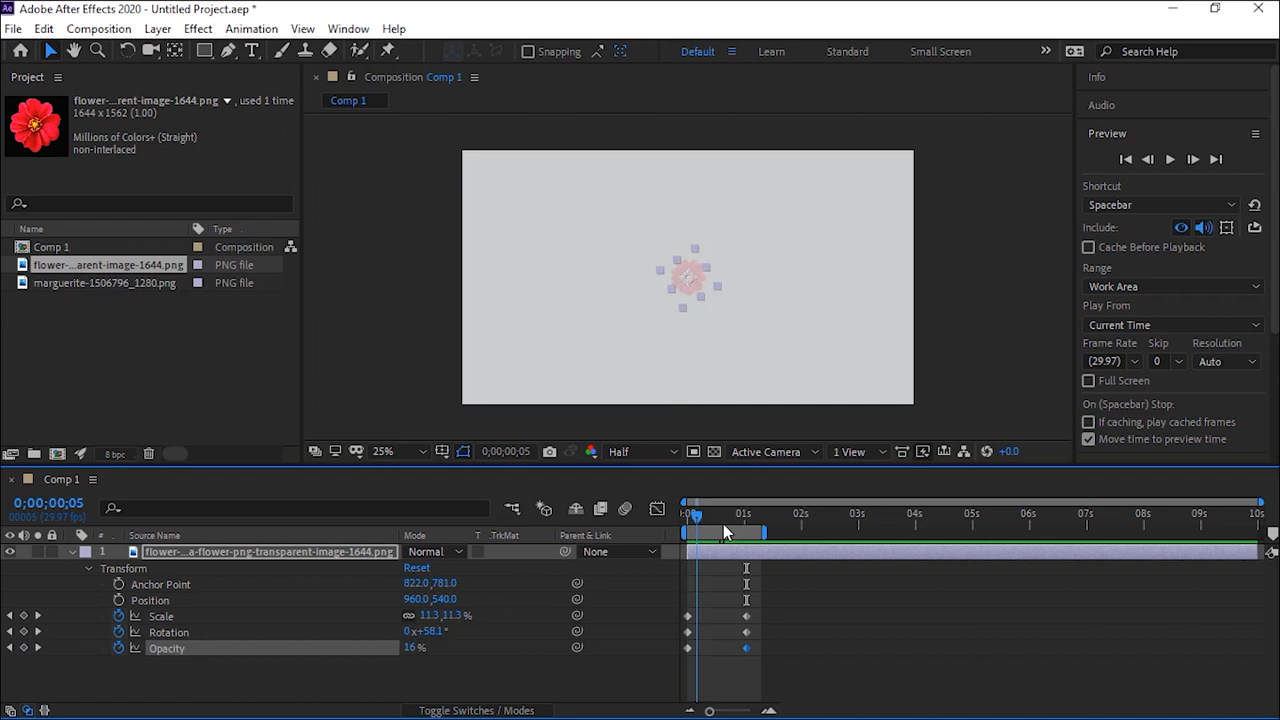 Adobe After Effects 2020 - Untitled Project.aep *
File Edit Composition Layer Effect Animation View Window Help
Snapping Default Learn Standard Small Screen Search Help
Project
Composition Comp 1
Info
flower-...rent-image-1644.png , used 1 time
1644 x 1562 (1.00)
Comp 1
Audio
Millions of Colors+ (Straight)
non-interlaced
Preview
Shortcut
Spacebar
Include:
Cache Before Playback
Range
Work Area
Play From
Current Time
Frame Rate Skip Resolution
(29.97) 0 Auto
Full Screen
On (Spacebar) Stop:
If caching, play cached frames
Move time to preview time
Name Type
Comp 1 Composition
flower-...arent-image-1644.png PNG file
marguerite-1506796_1280.png PNG file
8 bpc
25% 0;00;00;05 Half Active Camera 1 View +0.0
Comp 1
0;00;00;05
00005 (29.97 fps)
:00 01s 02s 03s 04s 05s 06s 07s 08s 09s 10s
# Source Name Mode T .TrkMat Parent & Link
1 flower-...a-flower-png-transparent-image-1644.png Normal None
Transform Reset
Anchor Point 822.0,781.0
Position 960.0,540.0
Scale 11.3,11.3 %
Rotation 0 x+58.1 °
Opacity 16 %
Toggle Switches / Modes